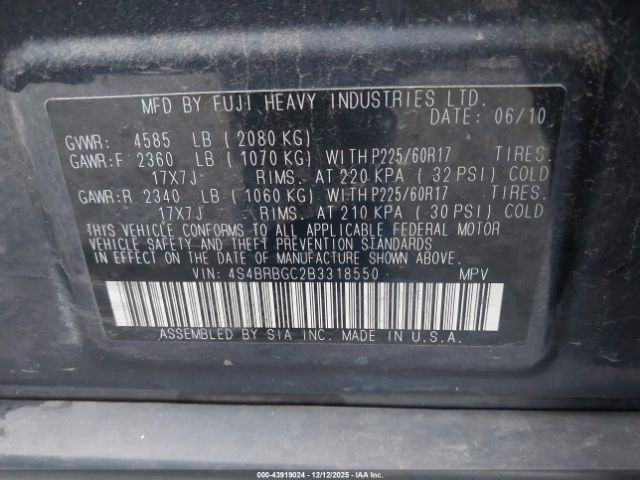 MFD BY FUJI HEAVY INDUSTRIES LTD.
DATE: 06/10
GVWR: 4585 LB (2080 KG)
GAWR:F 2360 LB (1070 KG) WITH P225/60R17 TIRES.
17X7J RIMS. AT 220 KPA (32 PSI) COLD
GAWR:R 2340 LB (1060 KG) WITH P225/60R17 TIRES.
17X7J RIMS. AT 210 KPA (30 PSI) COLD
THIS VEHICLE CONFORMS TO ALL APPLICABLE FEDERAL MOTOR
VEHICLE SAFETY AND THEFT PREVENTION STANDARDS
IN EFFECT ON THE DATE OF MANUFACTURE SHOWN ABOVE.
VIN: 4S4BRBGC2B3318550 MPV
ASSEMBLED BY SIA INC. MADE IN U.S.A.
000-43919024 - 12/12/2025 - IAAI.COM